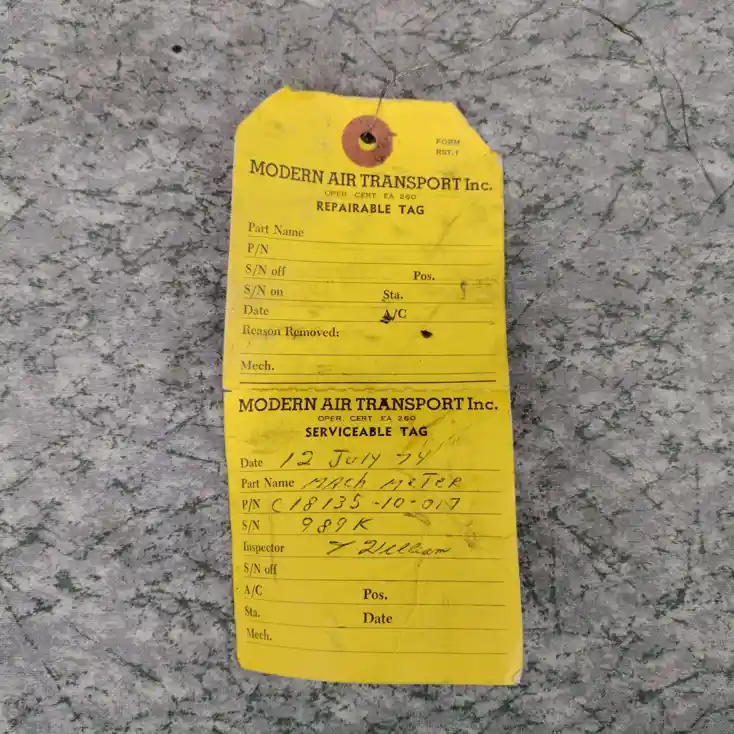 FORM
RST-1
MODERN AIR TRANSPORT Inc.
OPER. CERT. EA 260
REPAIRABLE TAG
Part Name
P/N
S/N off Pos.
S/N on Sta.
Date A/C
Reason Removed:
Mech.
MODERN AIR TRANSPORT Inc.
OPER. CERT. EA 260
SERVICEABLE TAG
Date 12 July 74
Part Name MACh MeTeR
P/N C18135-10-017
S/N 989K
Inspector William
S/N off
A/C Pos.
Sta. Date
Mech.